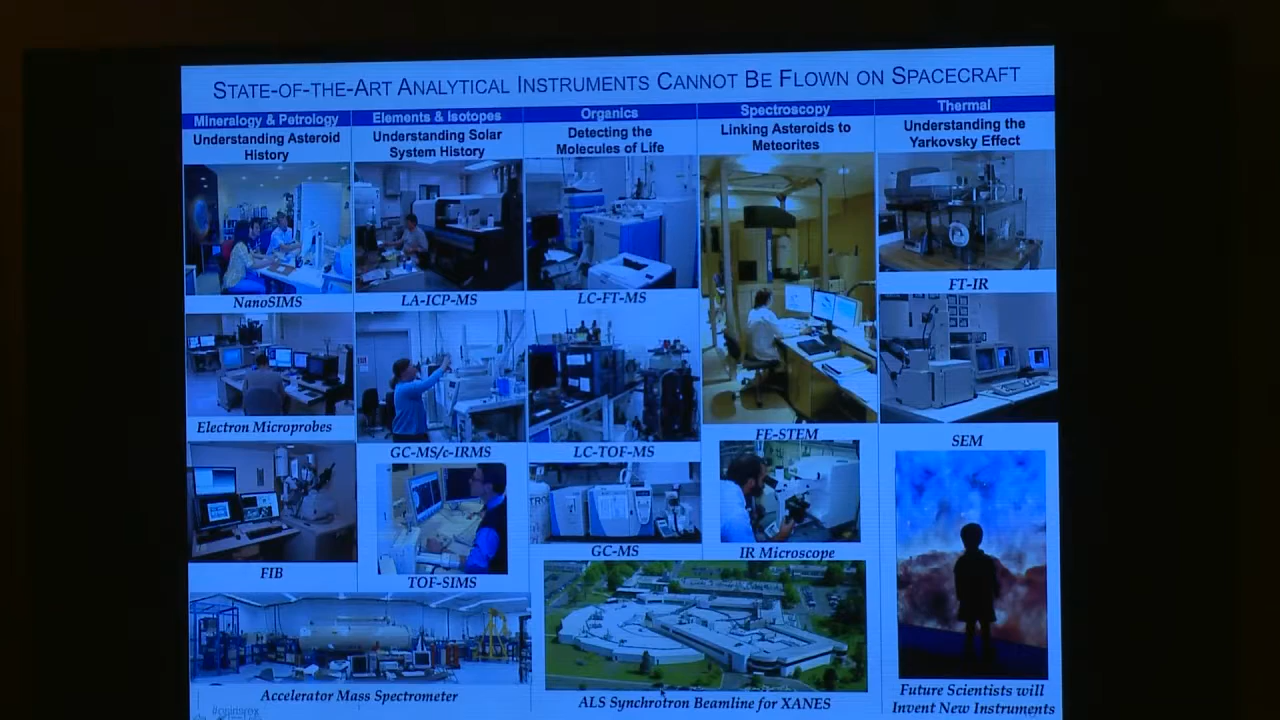 STATE-OF-THE-ART ANALYTICAL INSTRUMENTS CANNOT BE FLOWN ON SPACECRAFT
Mineralogy & Petrology
Understanding Asteroid
History
NanoSIMS
Electron Microprobes
FIB
Elements & Isotopes
Understanding Solar
System History
LA-ICP-MS
GC-MS/c-IRMS
TOF-SIMS
Accelerator Mass Spectrometer
Organics
Detecting the
Molecules of Life
LC-FT-MS
LC-TOF-MS
GC-MS
Spectroscopy
Linking Asteroids to
Meteorites
FE-STEM
IR Microscope
ALS Synchrotron Beamline for XANES
Thermal
Understanding the
Yarkovsky Effect
FT-IR
SEM
Future Scientists will
Invent New Instruments